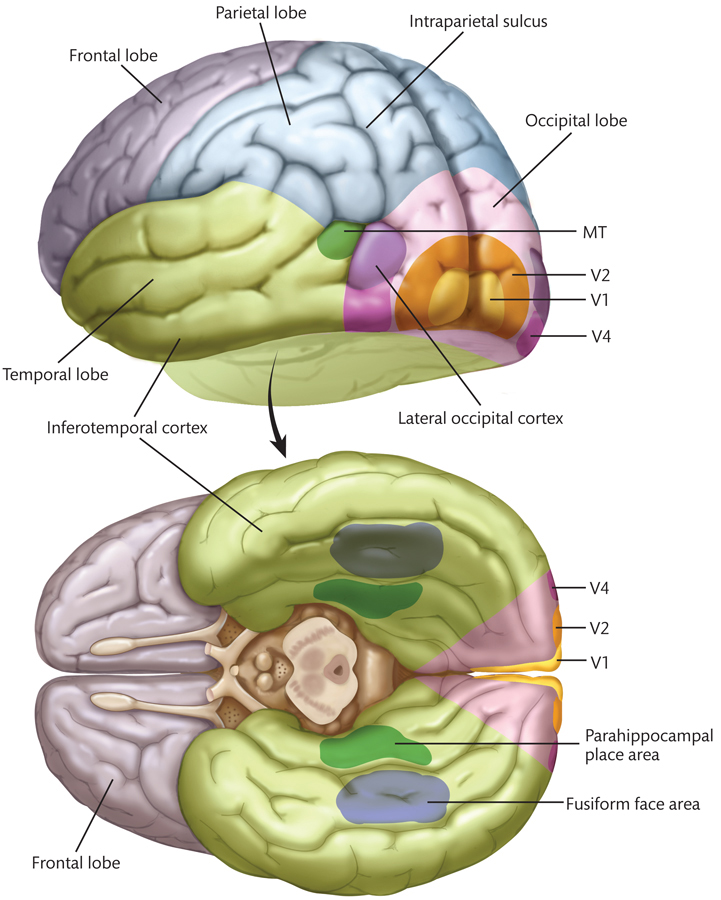 Parietal lobe
Intraparietal sulcus
Frontal lobe
Occipital lobe
MT
V2
V1
V4
Temporal lobe
Lateral occipital cortex
Inferotemporal cortex
V4
V2
V1
Parahippocampal
place area
Fusiform face area
Frontal lobe